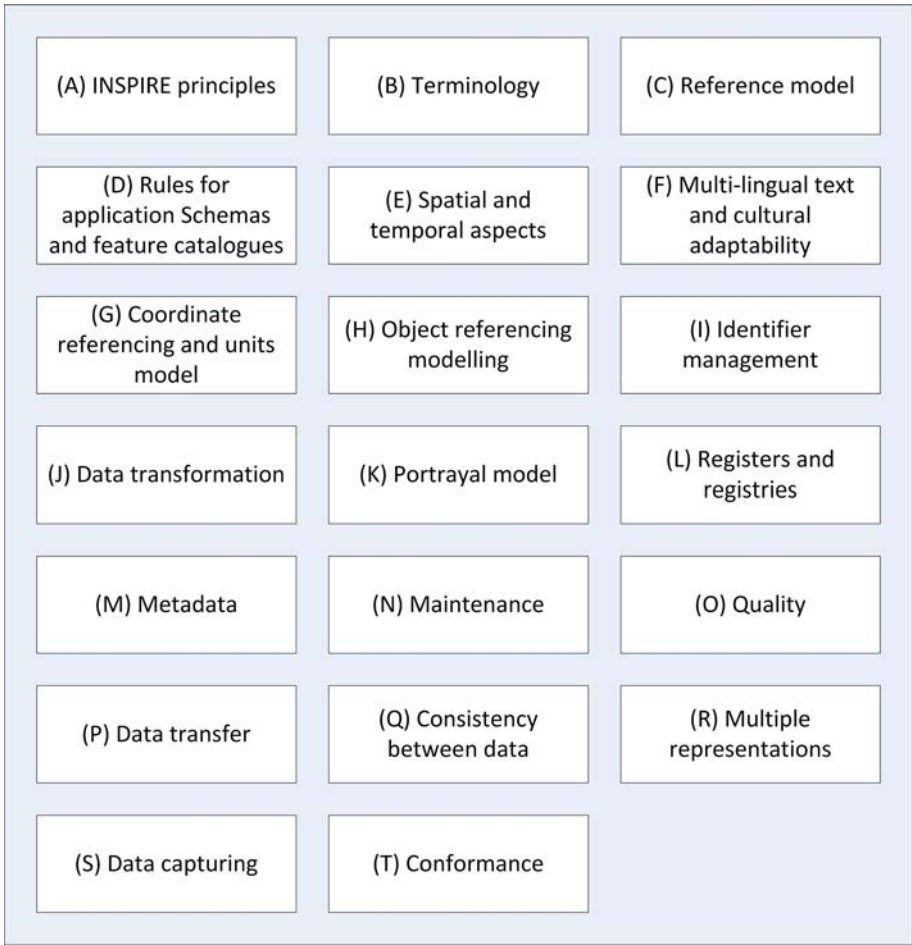 (A) INSPIRE principles
(B) Terminology
(C) Reference model
(D) Rules for
application Schemas
and feature catalogues
(E) Spatial and
temporal aspects
(F) Multi-lingual text
and cultural
adaptability
(G) Coordinate
referencing and units
model
(H) Object referencing
modelling
(I) Identifier
management
(J) Data transformation
(K) Portrayal model
(L) Registers and
registries
(M) Metadata
(N) Maintenance
(O) Quality
(P) Data transfer
(Q) Consistency
between data
(R) Multiple
representations
(S) Data capturing
(T) Conformance